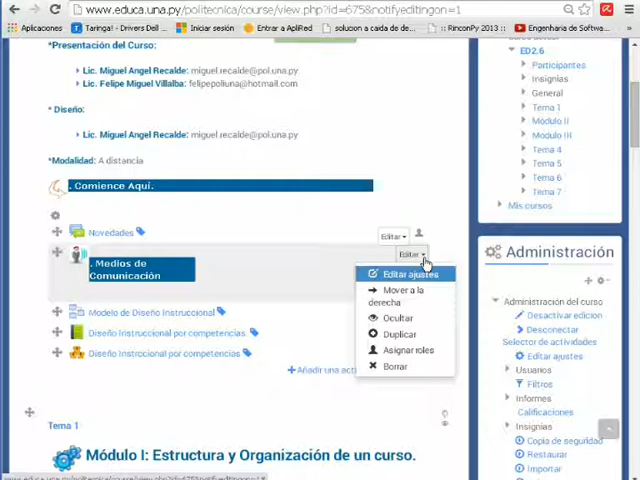 www.educa.una.py/politecnica/course/view.php?id=675&notifyeditingon=1
Aplicaciones
Taringa! - Drivers Dell ..
Iniciar sesión
Entrar a ApliRed
solucion a caida de de...
:: RinconPy 2013 ::
Engenharia de Softwa...
*Presentación del Curso:
Lic. Miguel Angel Recalde: miguel.recalde@pol.una.py
Lic. Felipe Miguel Villalba: felipepoliuna@hotmail.com
* Diseño:
Lic. Miguel Angel Recalde: miguel.recalde@pol.una.py
*Modalidad: A distancia
. Comience Aquí.
Novedades
Editar
. Medios de
Comunicación
Editar
Editar ajustes
Mover a la
derecha
Ocultar
Duplicar
Asignar roles
Borrar
Modelo de Diseño Instruccional
Diseño Instruccional por competencias.
Diseño Instrccional por competencias
Añadir una acti
Tema 1
Módulo I: Estructura y Organización de un curso.
ED2.6
Participantes
Insignias
General
Tema 1
Módulo II
Módulo III
Tema 4
Tema 5
Tema 6
Tema 7
Mis cursos
Administración
Administración del curso
Desactivar edicion
Desconectar
Selector de actividades
Editar ajustes
Usuarios
Filtros
Informes
Calificaciones
Insignias
Copia de seguridad
Restaurar
Importar